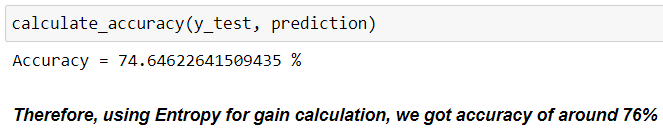 calculate_accuracy(y_test, prediction)
Accuracy = 74.64622641509435 %
Therefore, using Entropy for gain calculation, we got accuracy of around 76%